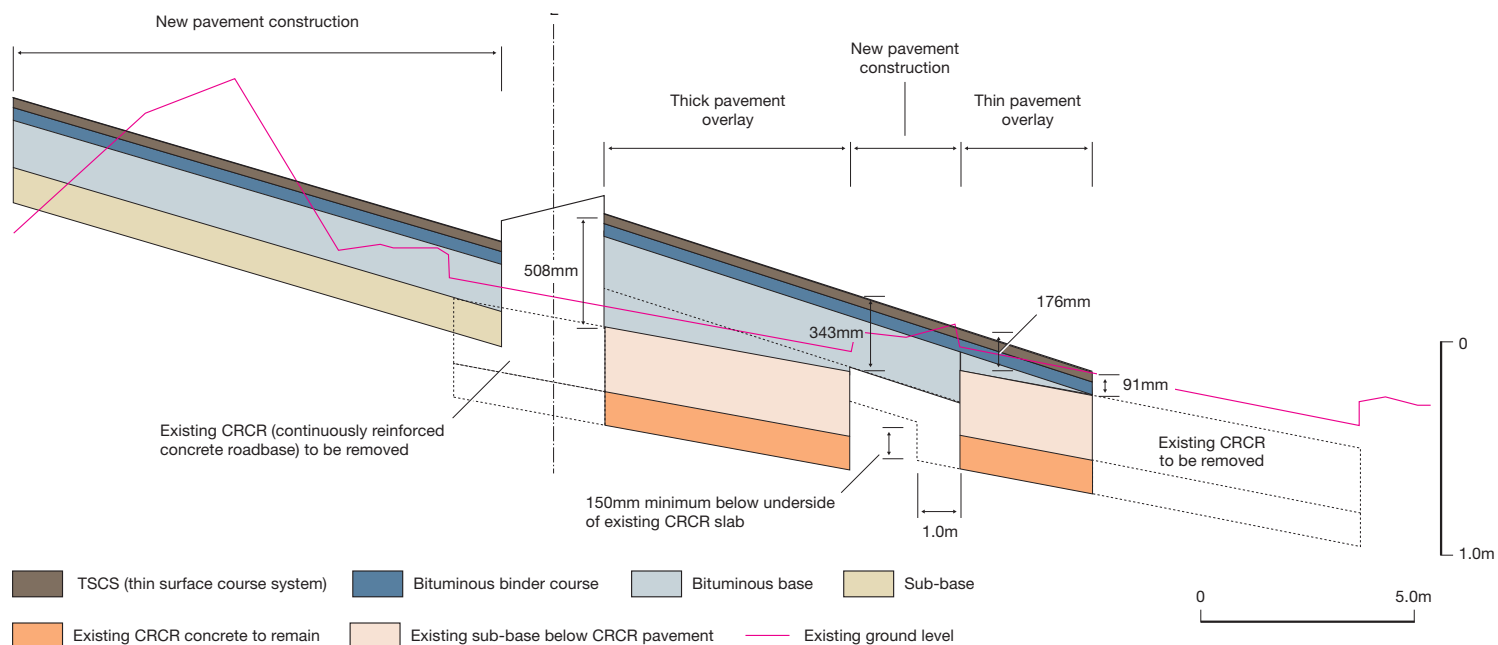 New pavement construction
New pavement
construction
Thick pavement
overlay
Thin pavement
overlay
508mm
343mm
176mm
91mm
0
1.0m
Existing CRCR (continuously reinforced
concrete roadbase) to be removed
Existing CRCR
to be removed
150mm minimum below underside
of existing CRCR slab
1.0m
TSCS (thin surface course system)
Bituminous binder course
Bituminous base
Sub-base
0
5.0m
Existing CRCR concrete to remain
Existing sub-base below CRCR pavement
Existing ground level